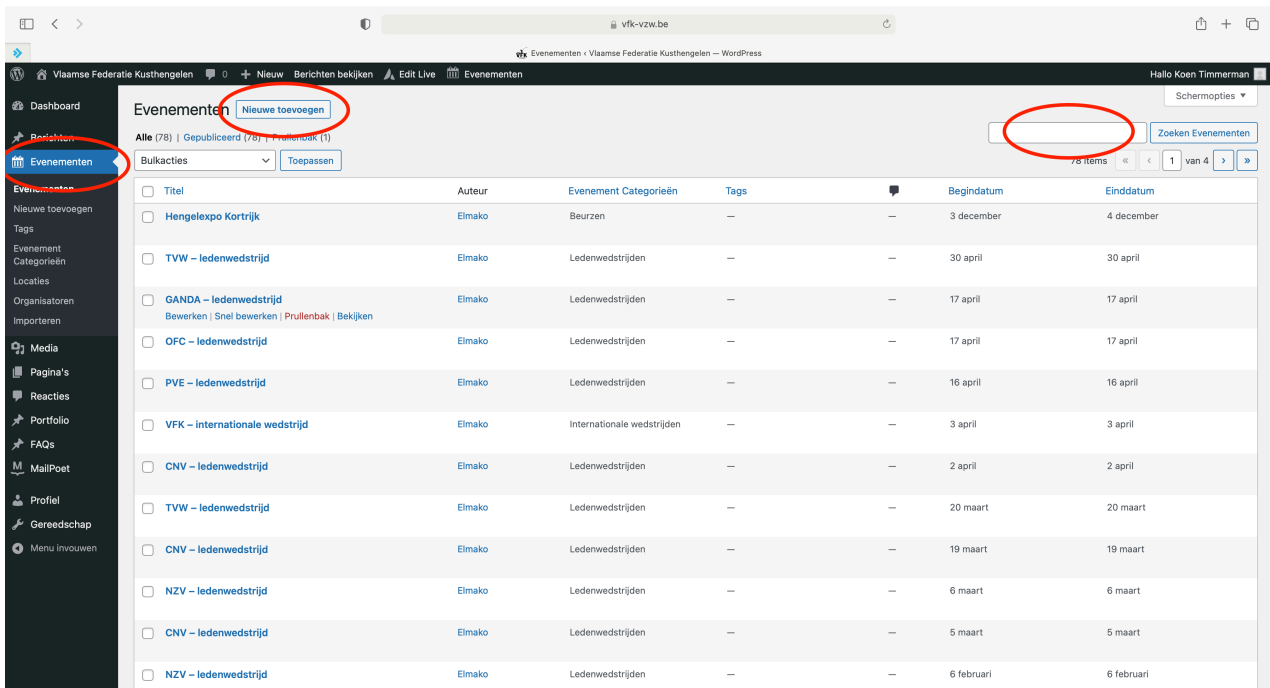 vfk-vzw.be
Evenementen ‹ Vlaamse Federatie Kusthengelen — WordPress
Vlaamse Federatie Kusthengelen 0 + Nieuw Berichten bekijken Edit Live Evenementen Hallo Koen Timmerman
Schermopties ▼
Dashboard
Berichten
Evenementen
Evenementen
Nieuwe toevoegen
Tags
Evenement
Categorieën
Locaties
Organisatoren
Importeren
Media
Pagina's
Reacties
Portfolio
FAQs
MailPoet
Profiel
Gereedschap
Menu invouwen
Evenementen Nieuwe toevoegen
Alle (78) | Gepubliceerd (78) | Prullenbak (1)
Zoeken Evenementen
Bulkacties Toepassen
78 items « ‹ 1 van 4 › »
Titel Auteur Evenement Categorieën Tags Begindatum Einddatum
Hengelexpo Kortrijk Elmako Beurzen — — 3 december 4 december
TVW – ledenwedstrijd Elmako Ledenwedstrijden — — 30 april 30 april
GANDA – ledenwedstrijd Elmako Ledenwedstrijden — — 17 april 17 april
Bewerken | Snel bewerken | Prullenbak | Bekijken
OFC – ledenwedstrijd Elmako Ledenwedstrijden — — 17 april 17 april
PVE – ledenwedstrijd Elmako Ledenwedstrijden — — 16 april 16 april
VFK – internationale wedstrijd Elmako Internationale wedstrijden — — 3 april 3 april
CNV – ledenwedstrijd Elmako Ledenwedstrijden — — 2 april 2 april
TVW – ledenwedstrijd Elmako Ledenwedstrijden — — 20 maart 20 maart
CNV – ledenwedstrijd Elmako Ledenwedstrijden — — 19 maart 19 maart
NZV – ledenwedstrijd Elmako Ledenwedstrijden — — 6 maart 6 maart
CNV – ledenwedstrijd Elmako Ledenwedstrijden — — 5 maart 5 maart
NZV – ledenwedstrijd Elmako Ledenwedstrijden — — 6 februari 6 februari